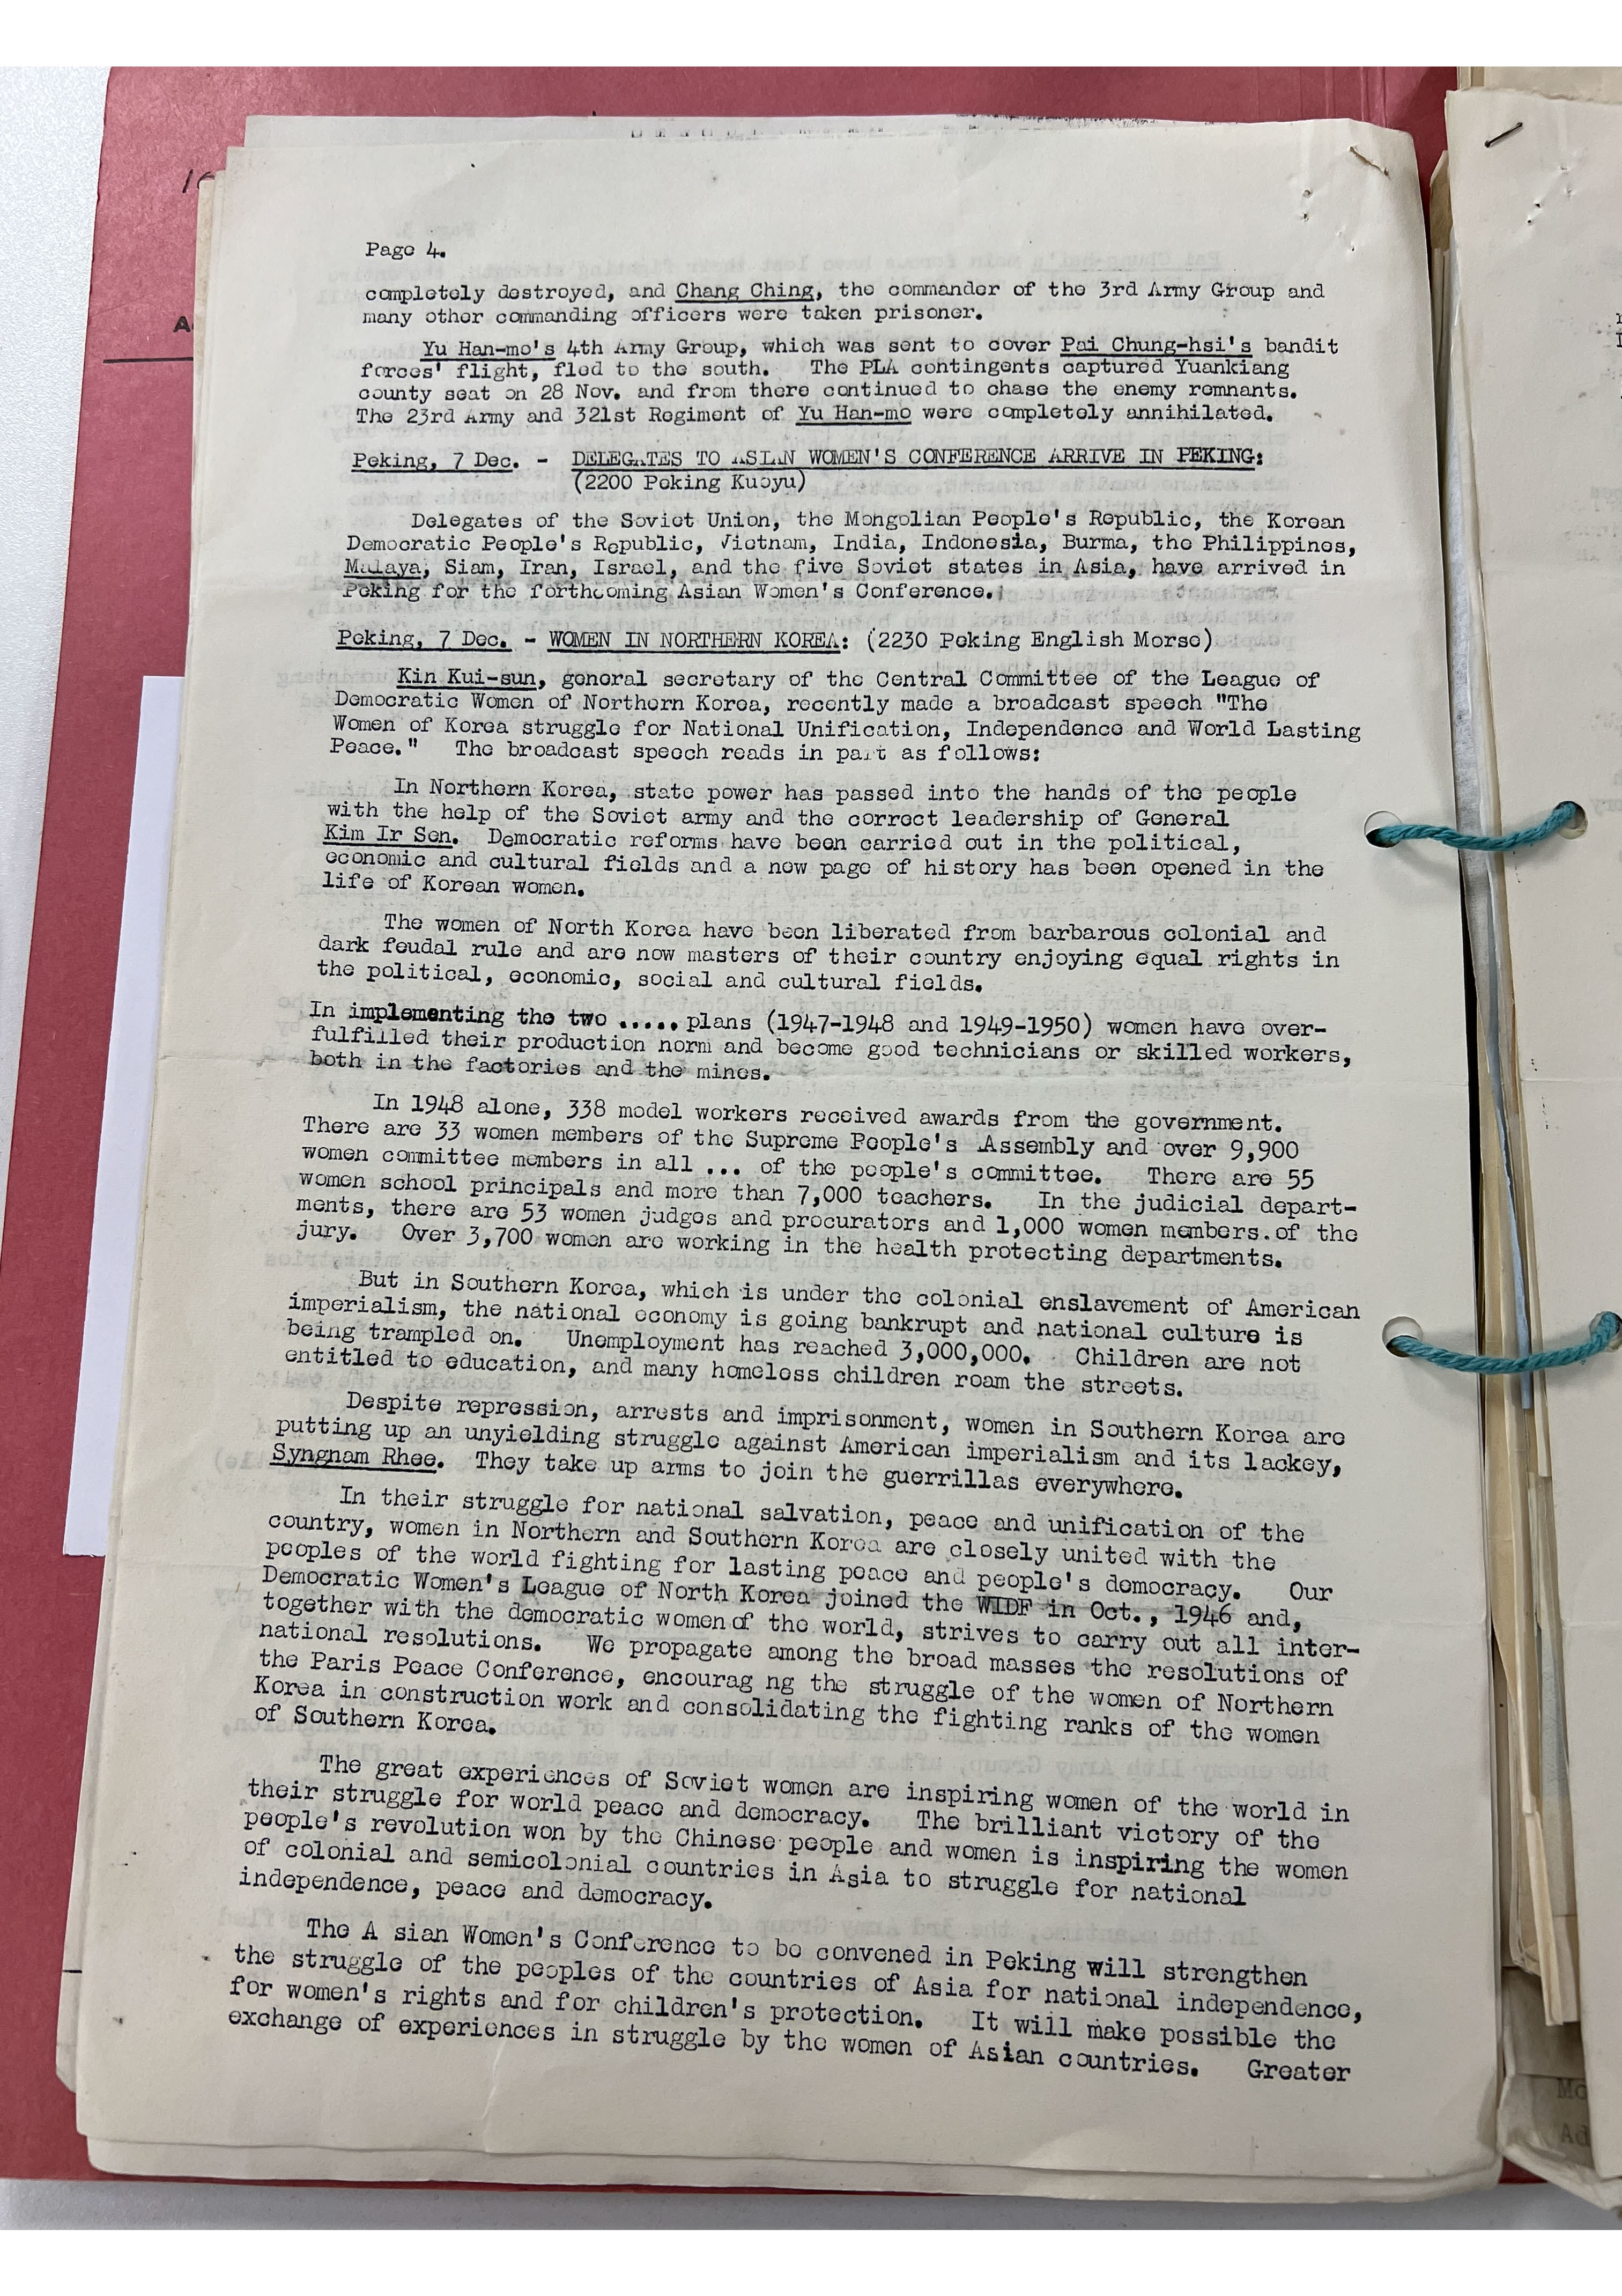 Page 4.
completely destroyed, and Chang Ching, the commander of the 3rd Army Group and
many other commanding officers were taken prisoner.
Yu Han-mo's 4th Army Group, which was sent to cover Pai Chung-hsi's bandit
forces' flight, fled to the south. The PLA contingents captured Yuankiang
county seat on 28 Nov. and from there continued to chase the enemy remnants.
The 23rd Army and 321st Regiment of Yu Han-mo were completely annihilated.
Peking, 7 Dec. - DELEGATES TO ASIAN WOMEN'S CONFERENCE ARRIVE IN PEKING:
(2200 Peking Kuoyu)
Delegates of the Soviet Union, the Mongolian People's Republic, the Korean
Democratic People's Republic, Vietnam, India, Indonesia, Burma, the Philippines,
Malaya, Siam, Iran, Israel, and the five Soviet states in Asia, have arrived in
Peking for the forthcoming Asian Women's Conference.
Peking, 7 Dec. - WOMEN IN NORTHERN KOREA: (2230 Peking English Morse)
Kin Kui-sun, general secretary of the Central Committee of the League of
Democratic Women of Northern Korea, recently made a broadcast speech "The
Women of Korea struggle for National Unification, Independence and World Lasting
Peace." The broadcast speech reads in part as follows:
In Northern Korea, state power has passed into the hands of the people
with the help of the Soviet army and the correct leadership of General
Kim Ir Sen. Democratic reforms have been carried out in the political,
economic and cultural fields and a new page of history has been opened in the
life of Korean women.
The women of North Korea have been liberated from barbarous colonial and
dark feudal rule and are now masters of their country enjoying equal rights in
the political, economic, social and cultural fields.
In implementing the two ..... plans (1947-1948 and 1949-1950) women have over-
fulfilled their production norm and become good technicians or skilled workers,
both in the factories and the mines.
In 1948 alone, 338 model workers received awards from the government.
There are 33 women members of the Supreme People's Assembly and over 9,900
women committee members in all ... of the people's committee. There are 55
women school principals and more than 7,000 teachers. In the judicial depart-
ments, there are 53 women judges and procurators and 1,000 women members.of the
jury. Over 3,700 women are working in the health protecting departments.
But in Southern Korea, which is under the colonial enslavement of American
imperialism, the national economy is going bankrupt and national culture is
being trampled on. Unemployment has reached 3,000,000. Children are not
entitled to education, and many homeless children roam the streets.
Despite repression, arrests and imprisonment, women in Southern Korea are
putting up an unyielding struggle against American imperialism and its lackey,
Syngnam Rhee. They take up arms to join the guerrillas everywhere.
In their struggle for national salvation, peace and unification of the
country, women in Northern and Southern Korea are closely united with the
peoples of the world fighting for lasting peace and people's democracy. Our
Democratic Women's League of North Korea joined the WIDF in Oct., 1946 and,
together with the democratic women of the world, strives to carry out all inter-
national resolutions. We propagate among the broad masses the resolutions of
the Paris Peace Conference, encourag ng the struggle of the women of Northern
Korea in construction work and consolidating the fighting ranks of the women
of Southern Korea.
The great experiences of Soviet women are inspiring women of the world in
their struggle for world peace and democracy. The brilliant victory of the
people's revolution won by the Chinese people and women is inspiring the women
of colonial and semicolonial countries in Asia to struggle for national
independence, peace and democracy.
The A sian Women's Conference to be convened in Peking will strengthen
the struggle of the peoples of the countries of Asia for national independence,
for women's rights and for children's protection. It will make possible the
exchange of experiences in struggle by the women of Asian countries. Greater